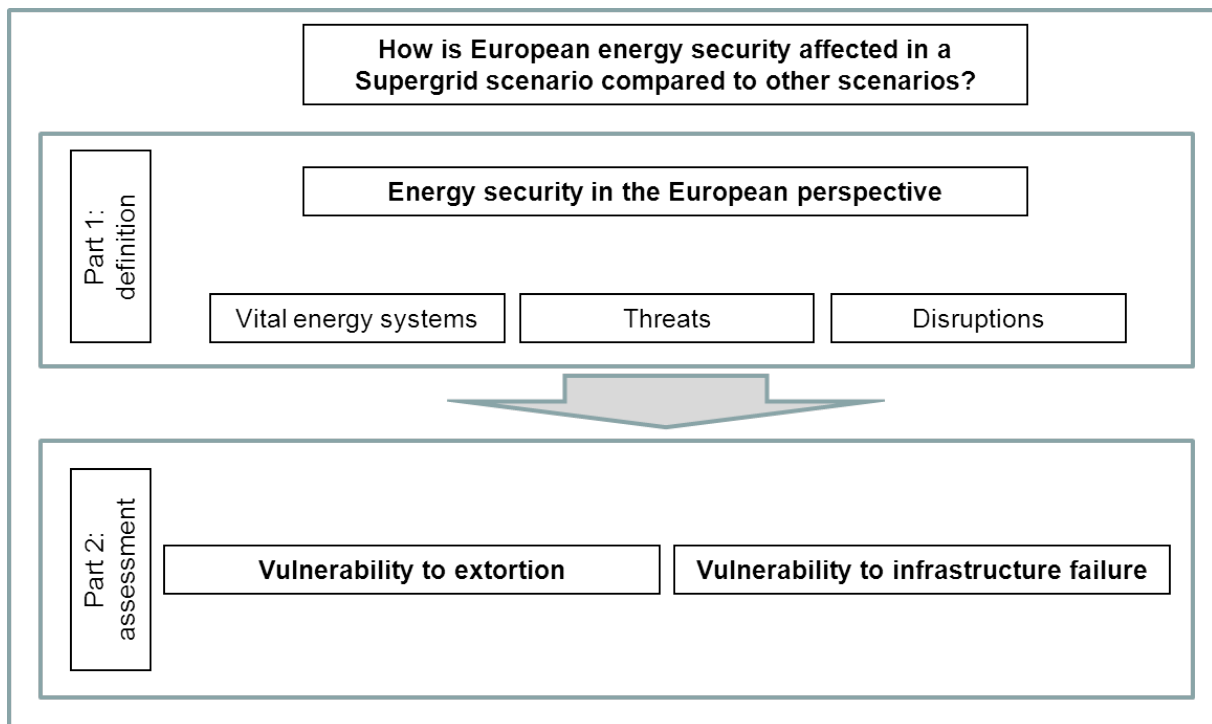 How is European energy security affected in a
Supergrid scenario compared to other scenarios?
Part 1:
definition
Energy security in the European perspective
Vital energy systems
Threats
Disruptions
Part 2:
assessment
Vulnerability to extortion
Vulnerability to infrastructure failure